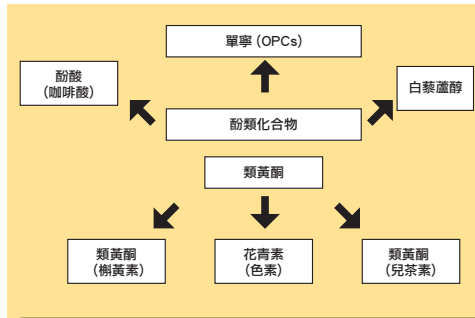 單寧（OPCs）
酚酸
（咖啡酸）
白藜蘆醇
酚類化合物
類黃酮
類黃酮
（槲黃素）
花青素
（色素）
類黃酮
（兒茶素）